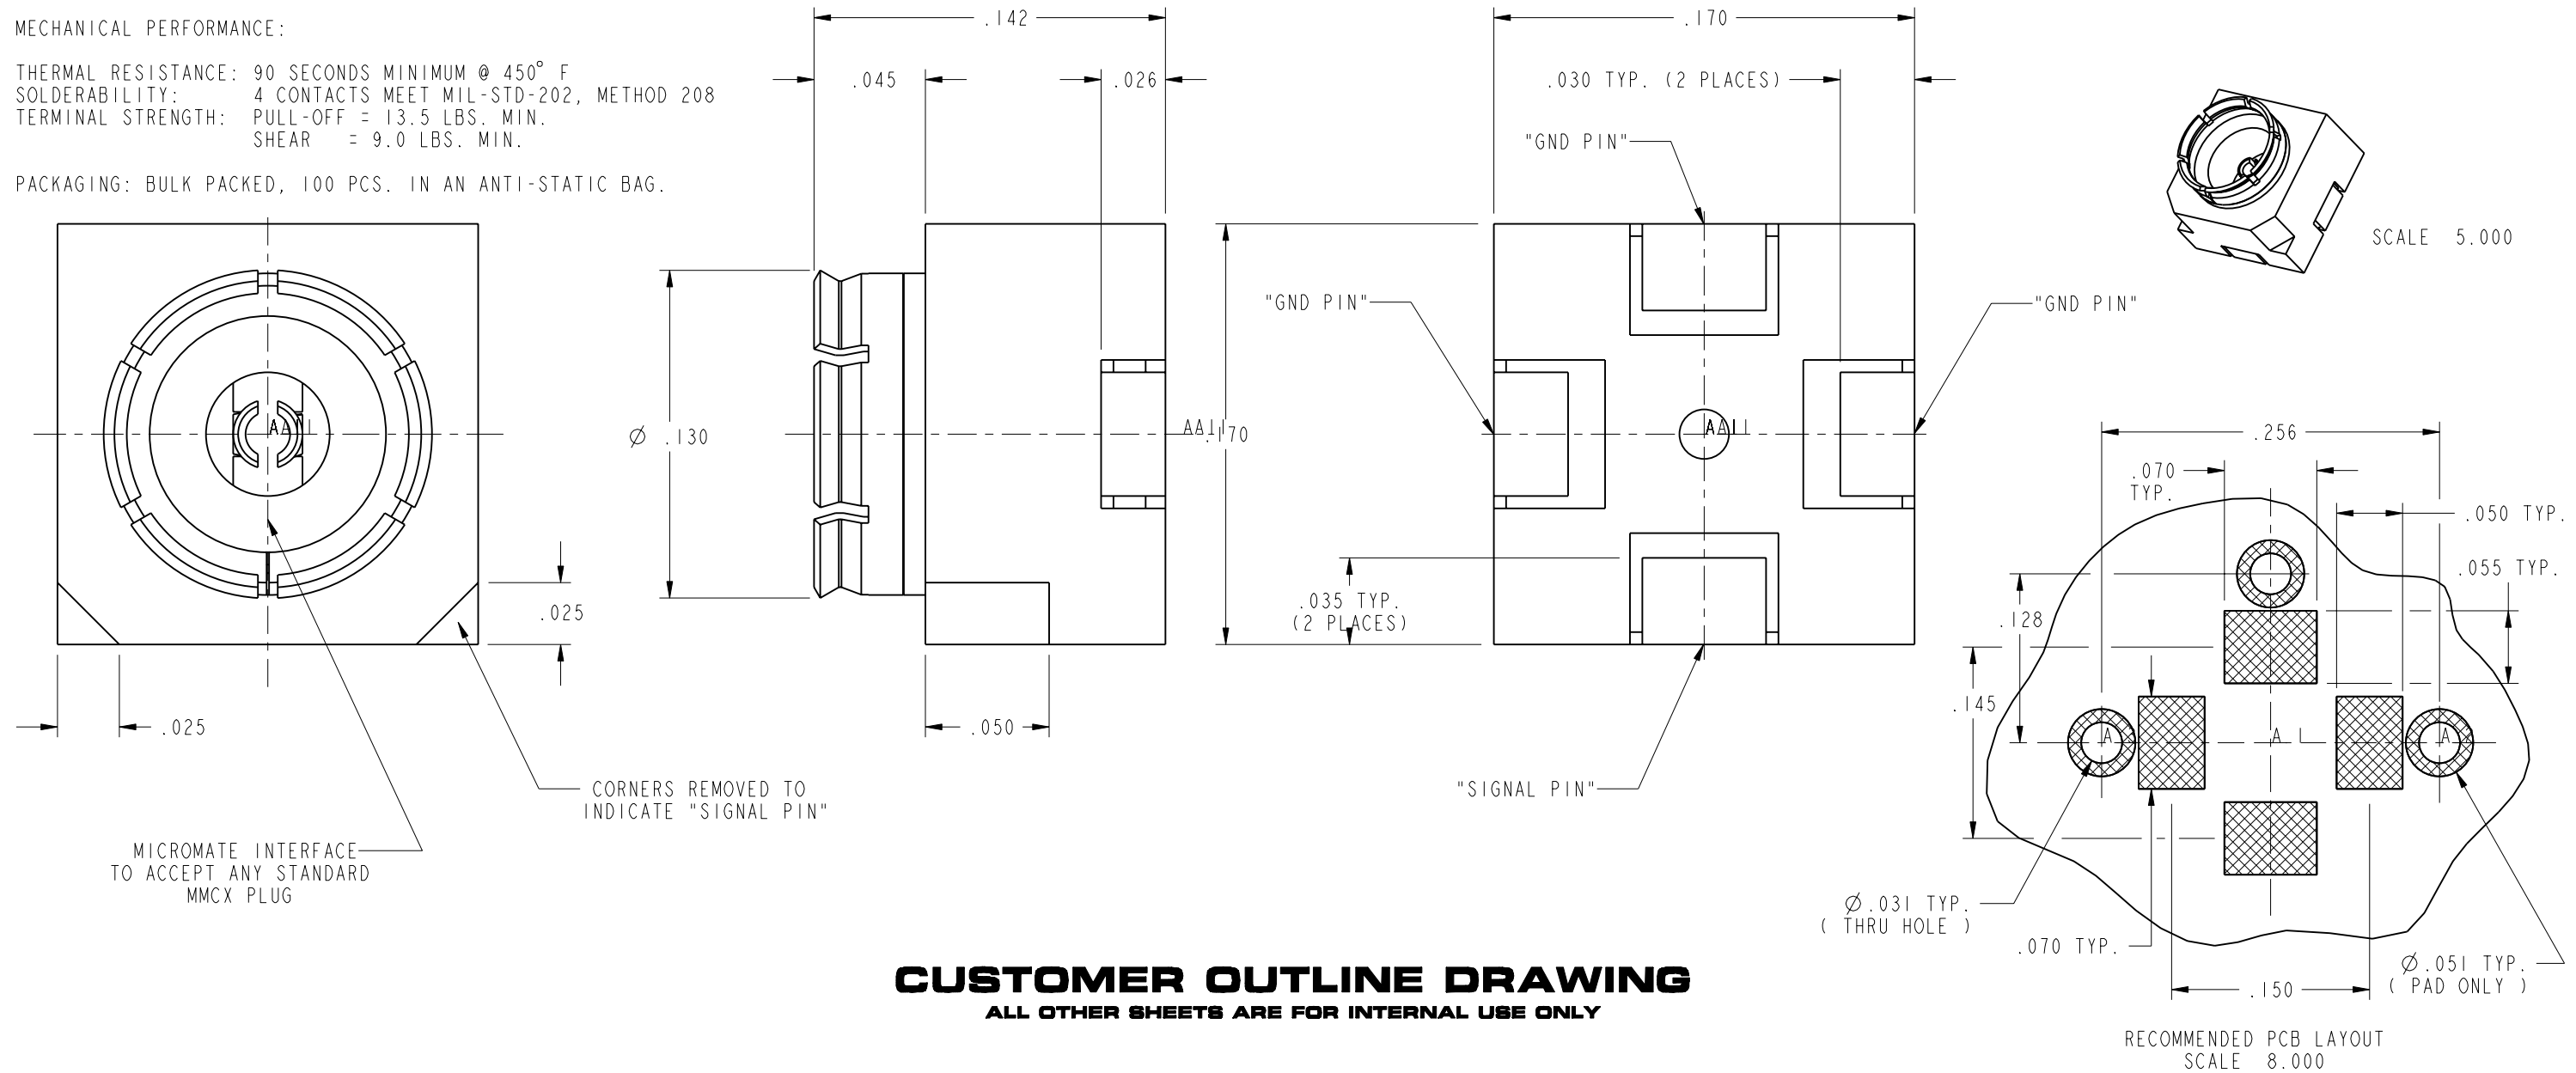 MECHANICAL PERFORMANCE:
THERMAL RESISTANCE: 90 SECONDS MINIMUM @ 450° F
SOLDERABILITY: 4 CONTACTS MEET MIL-STD-202, METHOD 208
TERMINAL STRENGTH: PULL-OFF = 13.5 LBS. MIN.
SHEAR = 9.0 LBS. MIN.
PACKAGING: BULK PACKED, 100 PCS. IN AN ANTI-STATIC BAG.
.142
.045
.026
.170
.030 TYP. (2 PLACES)
"GND PIN"
"GND PIN"
"GND PIN"
SCALE 5.000
Ø .130
.170
.025
.025
.050
.035 TYP.
(2 PLACES)
"SIGNAL PIN"
CORNERS REMOVED TO
INDICATE "SIGNAL PIN"
MICROMATE INTERFACE
TO ACCEPT ANY STANDARD
MMCX PLUG
.256
.070
TYP.
.050 TYP.
.055 TYP.
.128
.145
A
A
A
Ø.031 TYP.
( THRU HOLE )
.070 TYP.
Ø.051 TYP.
( PAD ONLY )
.150
RECOMMENDED PCB LAYOUT
SCALE 8.000
CUSTOMER OUTLINE DRAWING
ALL OTHER SHEETS ARE FOR INTERNAL USE ONLY